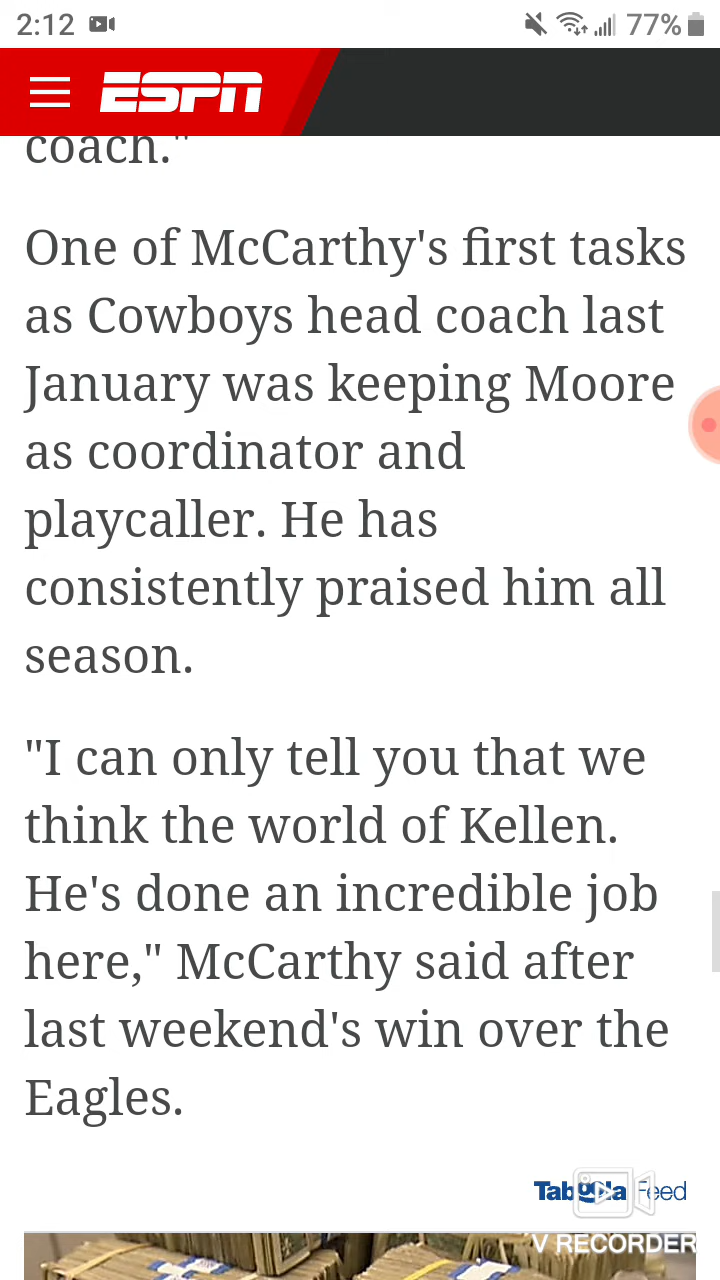 2:12
77%
ESPN
coach."
One of McCarthy's first tasks
as Cowboys head coach last
January was keeping Moore
as coordinator and
playcaller. He has
consistently praised him all
season.
"I can only tell you that we
think the world of Kellen.
He's done an incredible job
here," McCarthy said after
last weekend's win over the
Eagles.
Taboola Feed
V RECORDER